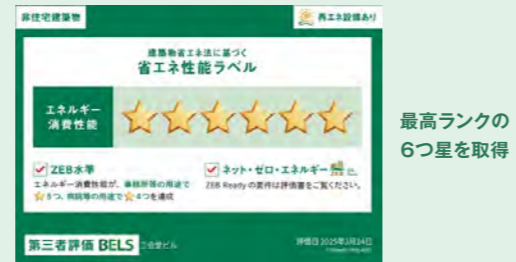 非住宅建築物
再エネ設備あり
建築物省エネ法に基づく
省エネ性能ラベル
エネルギー
消費性能
ZEB水準
エネルギー消費性能が、事務所等の用途で
5つ、病院等の用途で 4つを達成
ネット・ゼロ・エネルギー
ZEB Readyの要件は評価書をご覧ください。
第三者評価 BELS
評価日 2025年3月24日
最高ランクの
6つ星を取得